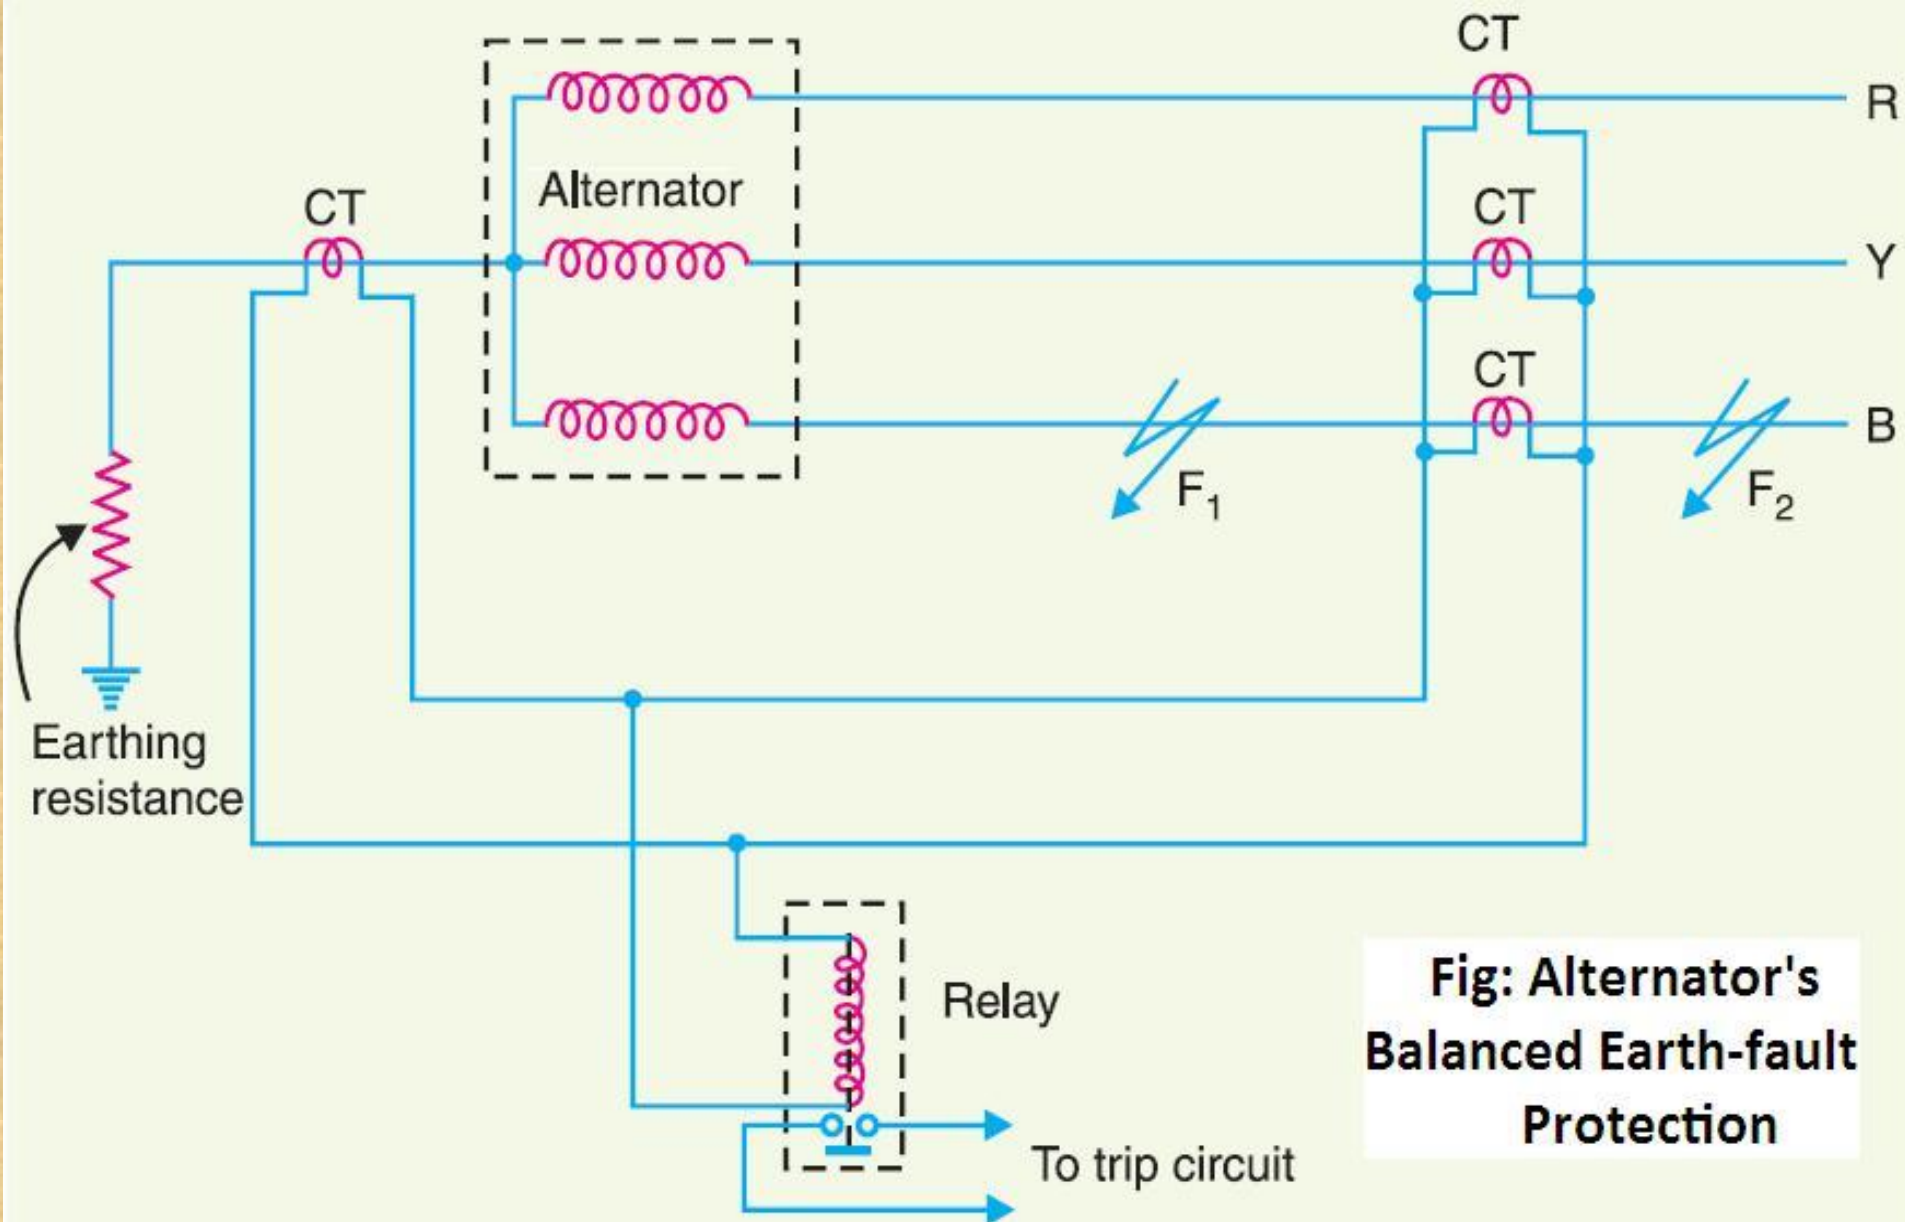 CT
R
CT
Alternator
CT
Y
CT
B
F1
F2
Earthing
resistance
Relay
To trip circuit
Fig: Alternator's
Balanced Earth-fault
Protection